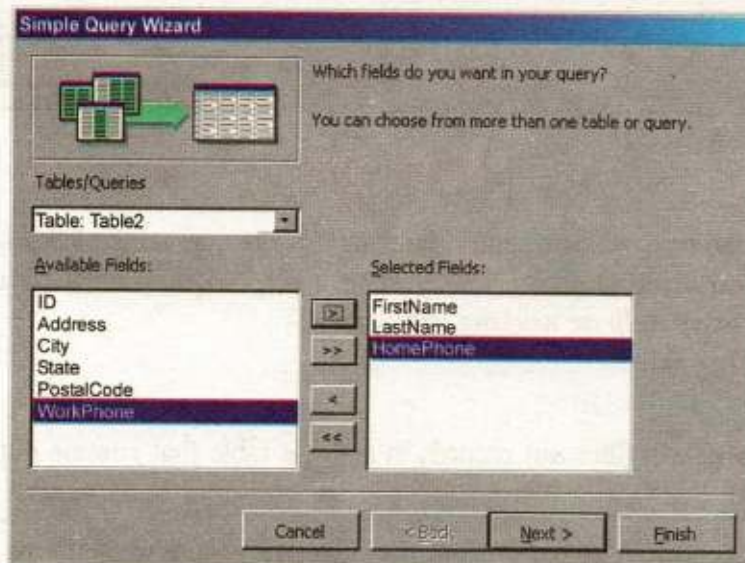 Simple Query Wizard
Which fields do you want in your query?
You can choose from more than one table or query.
Tables/Queries
Table: Table2
Available Fields:
Selected Fields:
ID
Address
City
State
PostalCode
WorkPhone
>
>>
<
<<
FirstName
LastName
HomePhone
Cancel
< Back
Next >
Finish